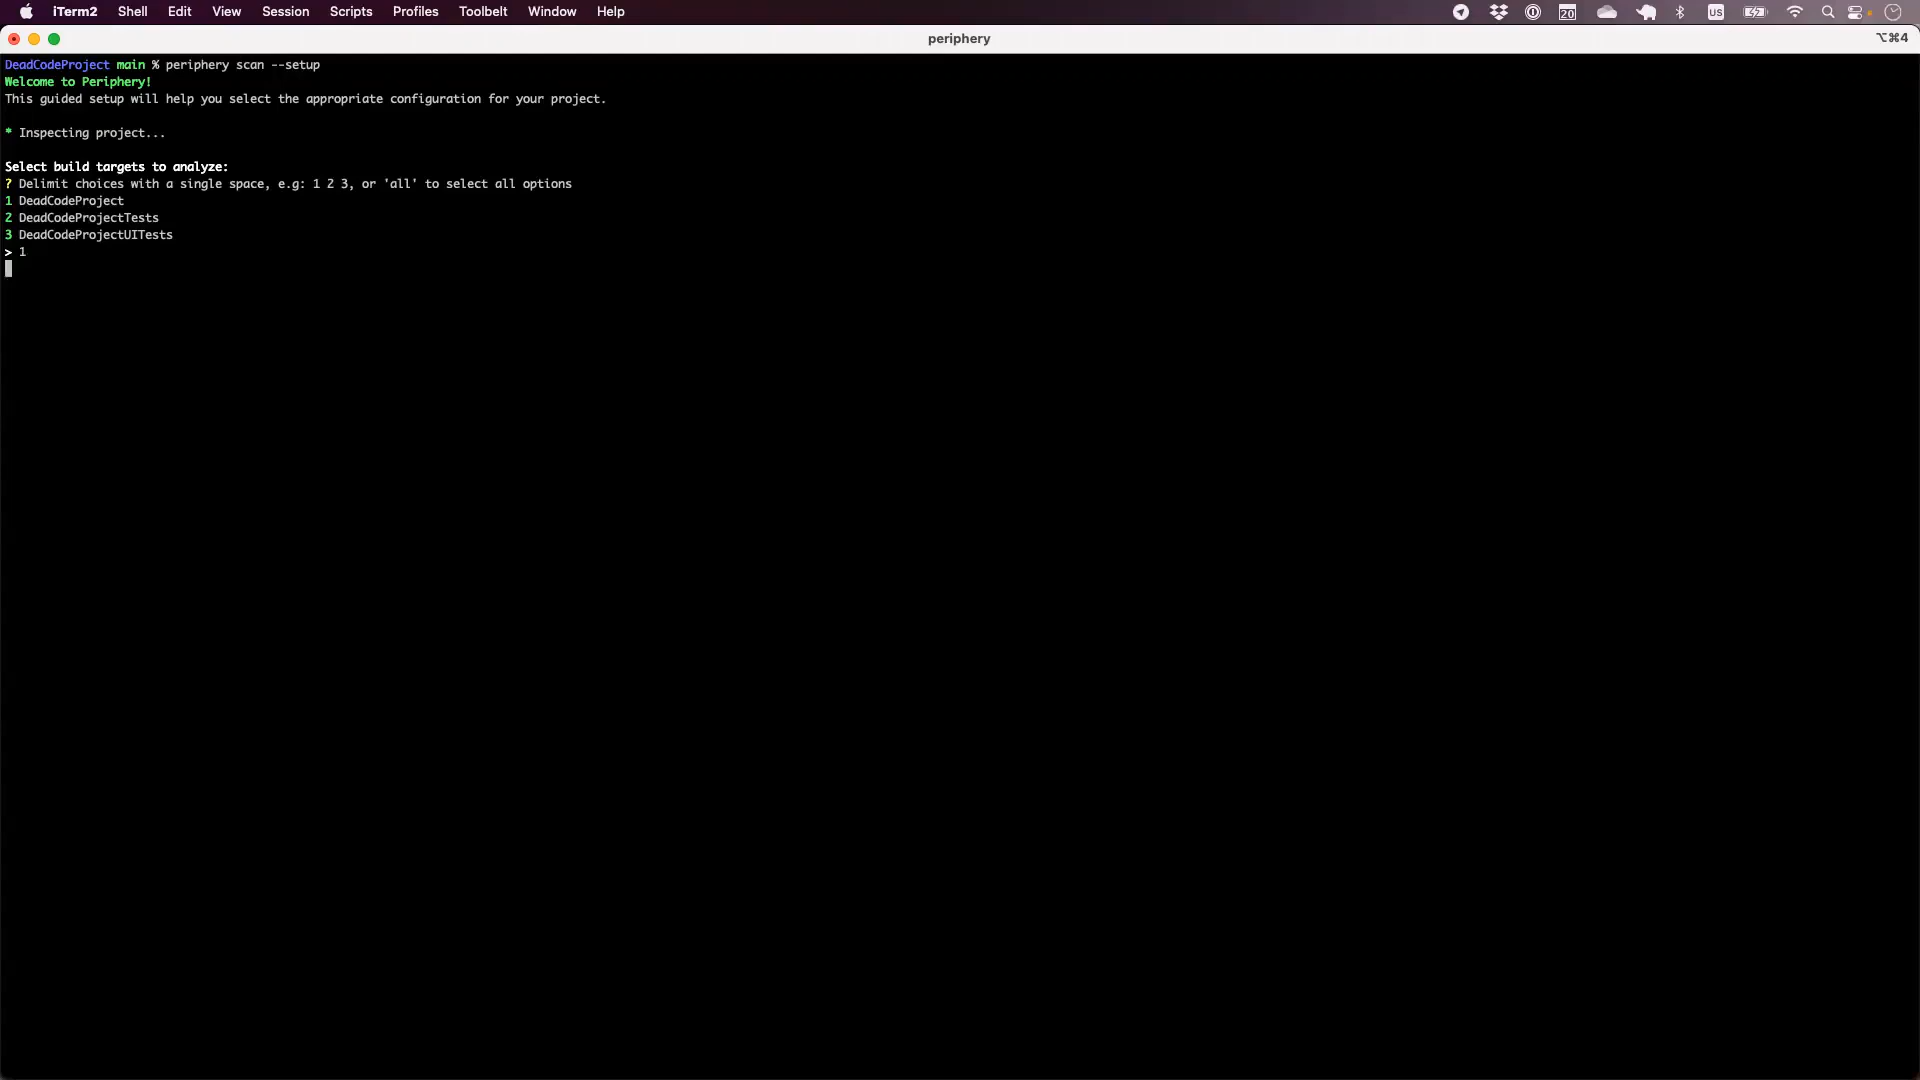 iTerm2 Shell Edit View Session Scripts Profiles Toolbelt Window Help 20 US
periphery ⌥⌘4
DeadCodeProject main % periphery scan --setup
Welcome to Periphery!
This guided setup will help you select the appropriate configuration for your project.
* Inspecting project...
Select build targets to analyze:
? Delimit choices with a single space, e.g: 1 2 3, or 'all' to select all options
1 DeadCodeProject
2 DeadCodeProjectTests
3 DeadCodeProjectUITests
> 1